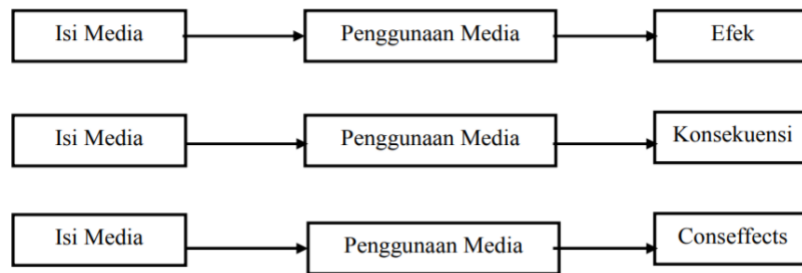 Isi Media Penggunaan Media Efek
Isi Media Penggunaan Media Konsekuensi
Isi Media Penggunaan Media Conseffects